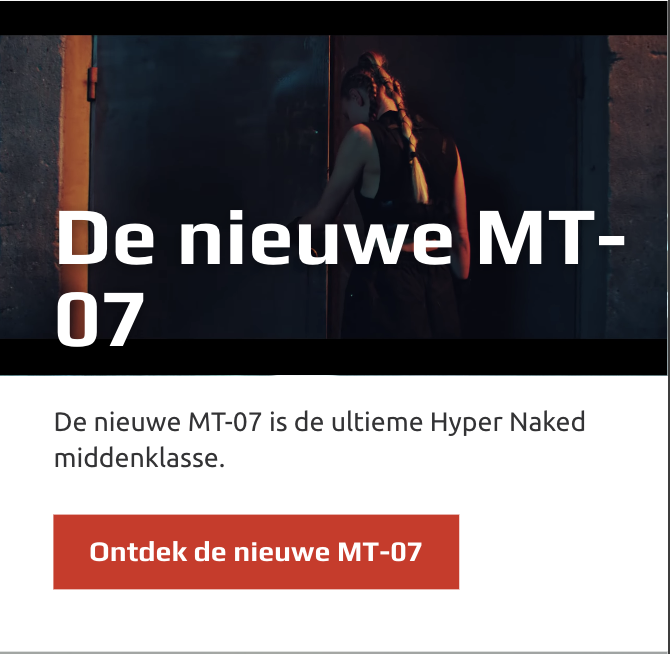 De nieuwe MT-
07
De nieuwe MT-07 is de ultieme Hyper Naked
middenklasse.
Ontdek de nieuwe MT-07